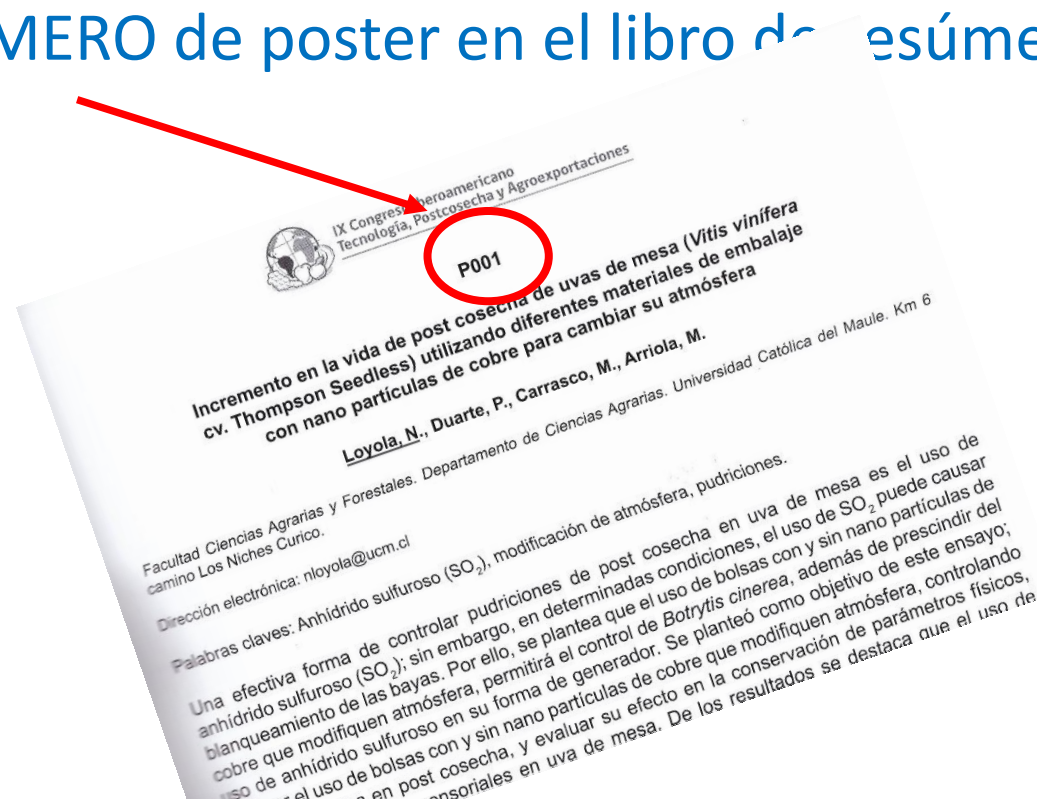 MERO de poster en el libro de esúme
IX Congreso Iberoamericano
Tecnología, Postcosecha y Agroexportaciones
P001
Incremento en la vida de post cosecha de uvas de mesa (Vitis vinífera
cv. Thompson Seedless) utilizando diferentes materiales de embalaje
con nano partículas de cobre para cambiar su atmósfera
Loyola, N., Duarte, P., Carrasco, M., Arriola, M.
Facultad Ciencias Agrarias y Forestales. Departamento de Ciencias Agrarias. Universidad Católica del Maule. Km 6
camino Los Niches Curico.
Dirección electrónica: nloyola@ucm.cl
Palabras claves: Anhídrido sulfuroso (SO₂), modificación de atmósfera, pudriciones.
Una efectiva forma de controlar pudriciones de post cosecha en uva de mesa es el uso de
anhídrido sulfuroso (SO₂); sin embargo, en determinadas condiciones, el uso de SO₂ puede causar
blanqueamiento de las bayas. Por ello, se plantea que el uso de bolsas con y sin nano partículas de
cobre que modifiquen atmósfera, permitirá el control de Botrytis cinerea, además de prescindir del
uso de anhídrido sulfuroso en su forma de generador. Se planteó como objetivo de este ensayo;
el uso de bolsas con y sin nano partículas de cobre que modifiquen atmósfera, controlando
en post cosecha, y evaluar su efecto en la conservación de parámetros físicos,
ensoriales en uva de mesa. De los resultados se destaca que el uso de